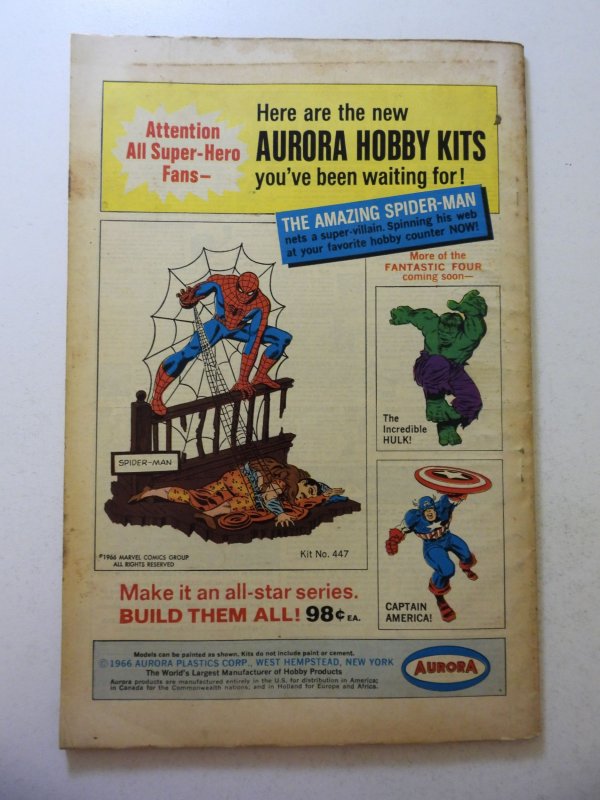 Attention
All Super-Hero
Fans—
Here are the new
AURORA HOBBY KITS
you've been waiting for!
THE AMAZING SPIDER-MAN
nets a super-villain. Spinning his web
at your favorite hobby counter NOW!
More of the
FANTASTIC FOUR
coming soon—
The
Incredible
HULK!
SPIDER-MAN
©1966 MARVEL COMICS GROUP
ALL RIGHTS RESERVED
Kit No. 447
CAPTAIN
AMERICA!
Make it an all-star series.
BUILD THEM ALL! 98¢ EA.
Models can be painted as shown. Kits do not include paint or cement.
©1966 AURORA PLASTICS CORP., WEST HEMPSTEAD, NEW YORK
The World's Largest Manufacturer of Hobby Products
Aurora products are manufactured entirely in the U.S. for distribution in America;
in Canada for the Commonwealth nations; and in Holland for Europe and Africa.
AURORA